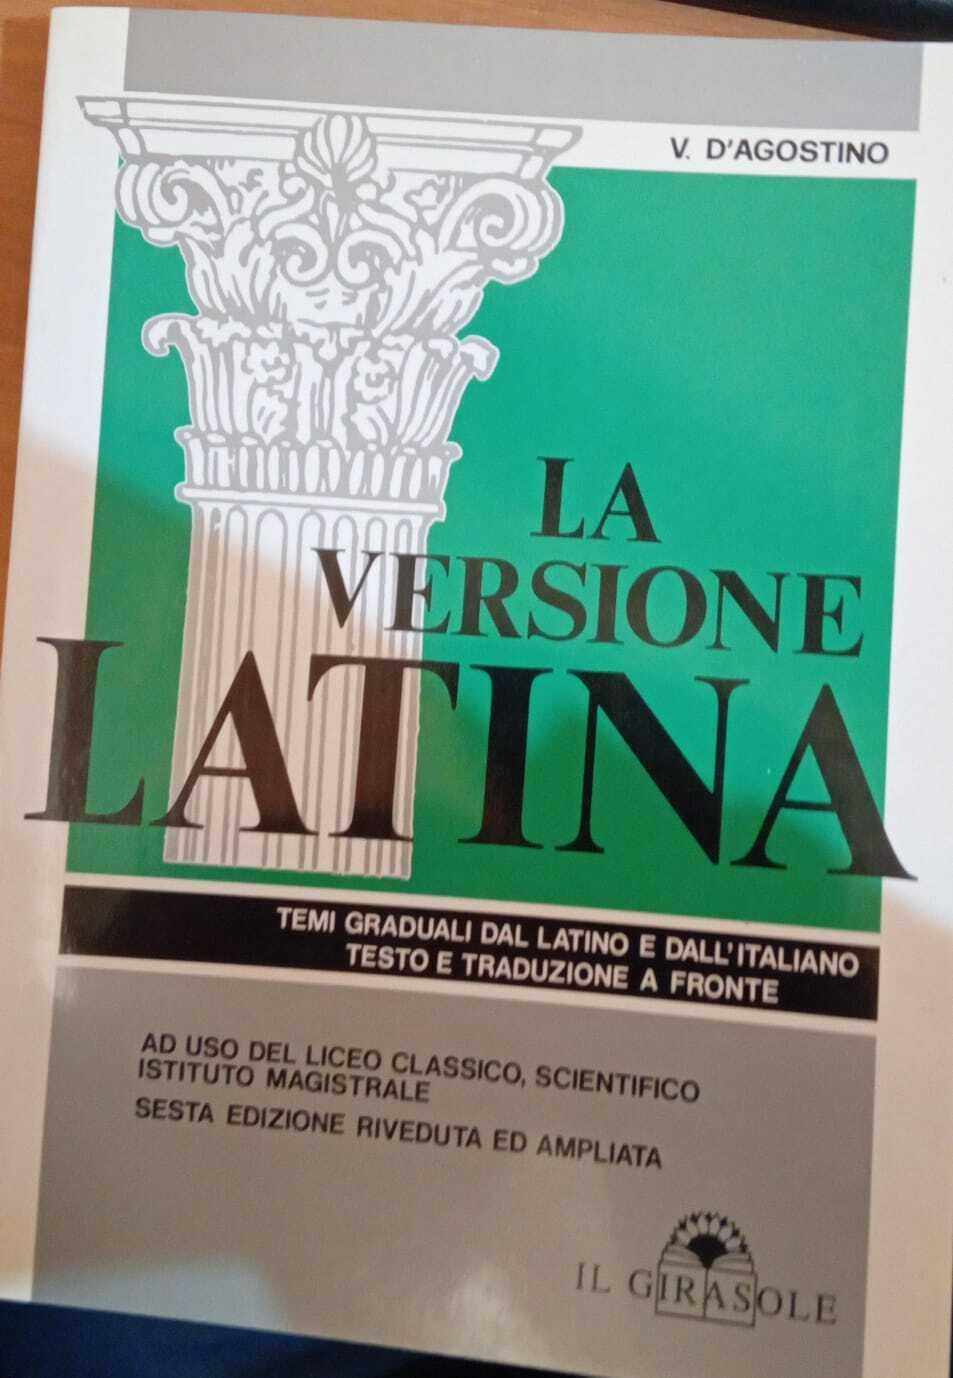 V. D'AGOSTINO
LA
VERSIONE
LATINA
TEMI GRADUALI DAL LATINO E DALL'ITALIANO
TESTO E TRADUZIONE A FRONTE
AD USO DEL LICEO CLASSICO, SCIENTIFICO
ISTITUTO MAGISTRALE
SESTA EDIZIONE RIVEDUTA ED AMPLIATA
IL GIRASOLE